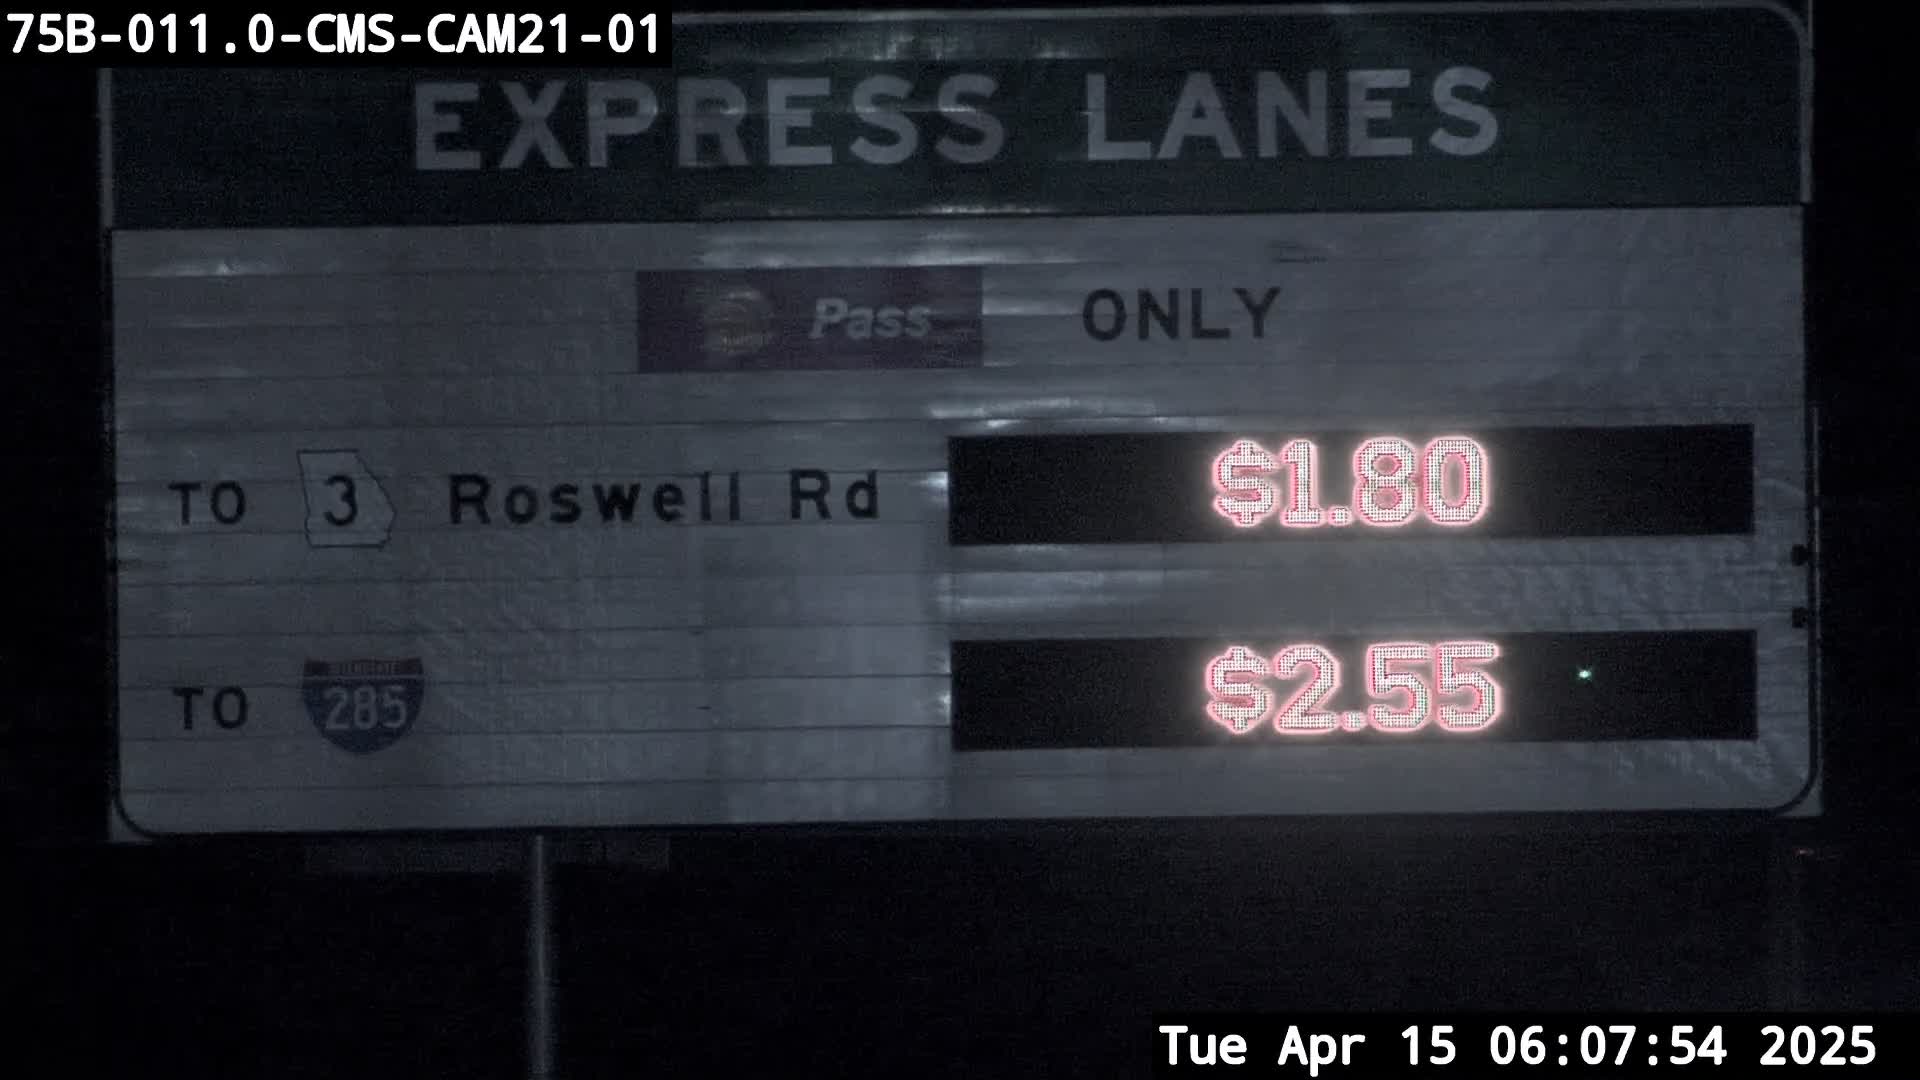 75B-011.0-CMS-CAM21-01
EXPRESS LANES
Pass ONLY
TO 3 Roswell Rd $1.80
INTERSTATE
TO 285 $2.55
Tue Apr 15 06:07:54 2025